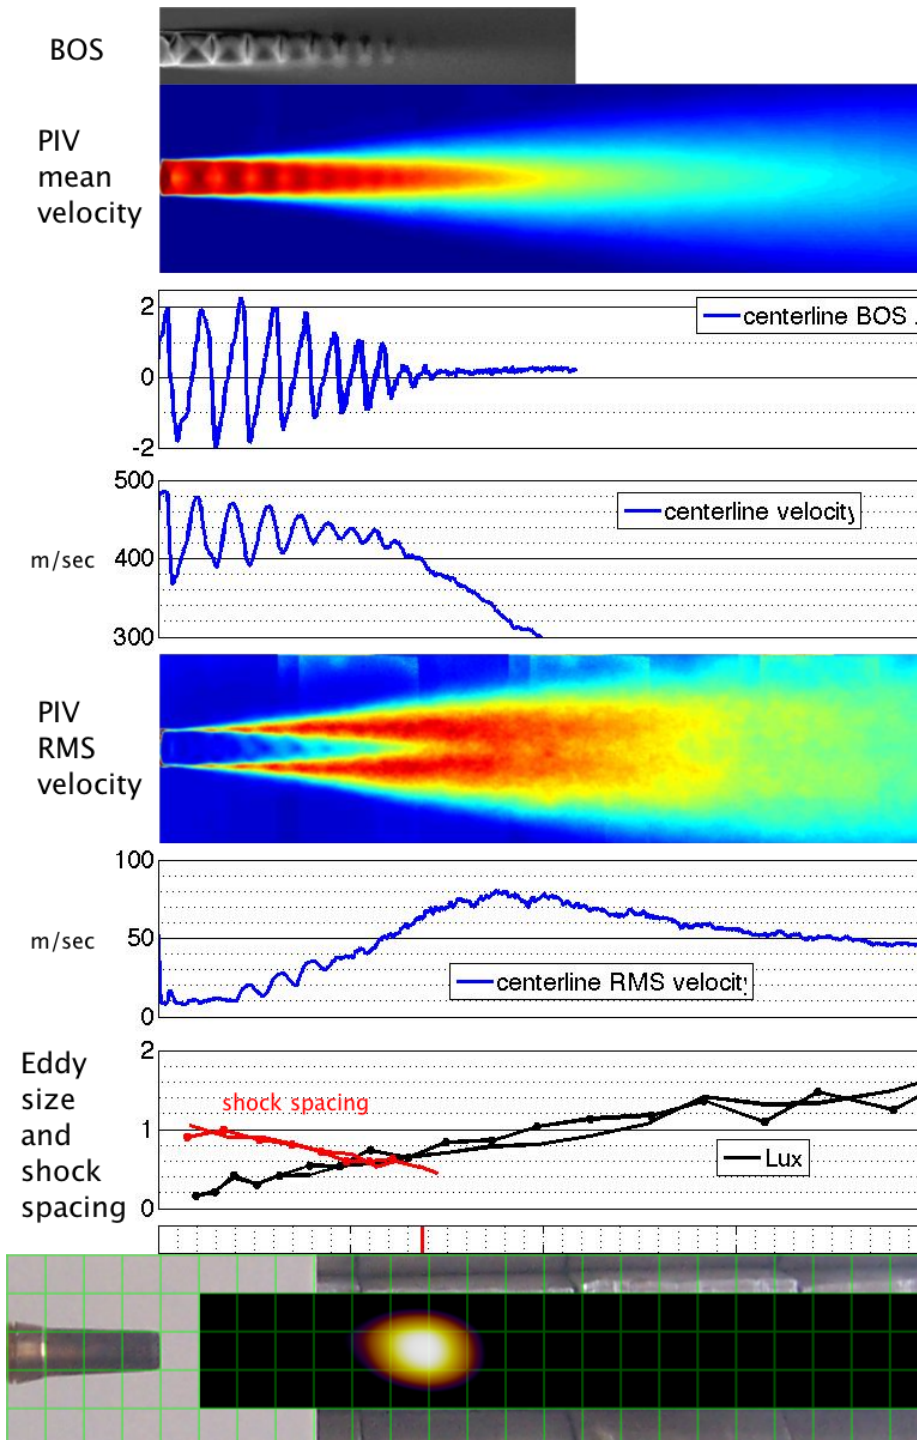 BOS
PIV
mean
velocity
2
centerline BOS
0
-2
500
centerline velocity
m/sec
400
300
PIV
RMS
velocity
100
m/sec
50
centerline RMS velocity
0
Eddy
size
and
shock
spacing
2
shock spacing
1
Lux
0